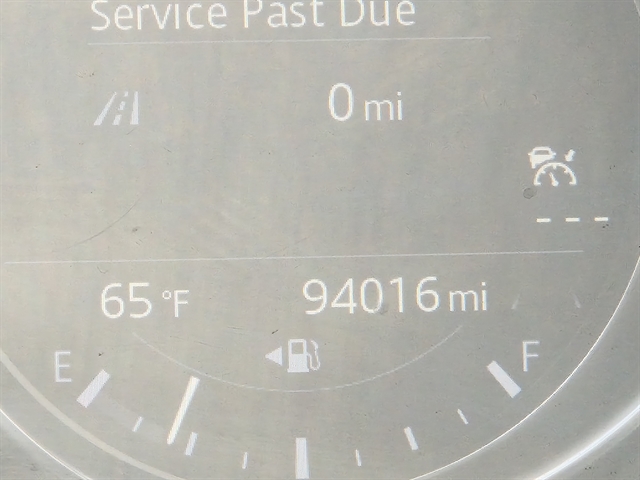 Service Past Due
0 mi
---
65 °F 94016 mi
E F